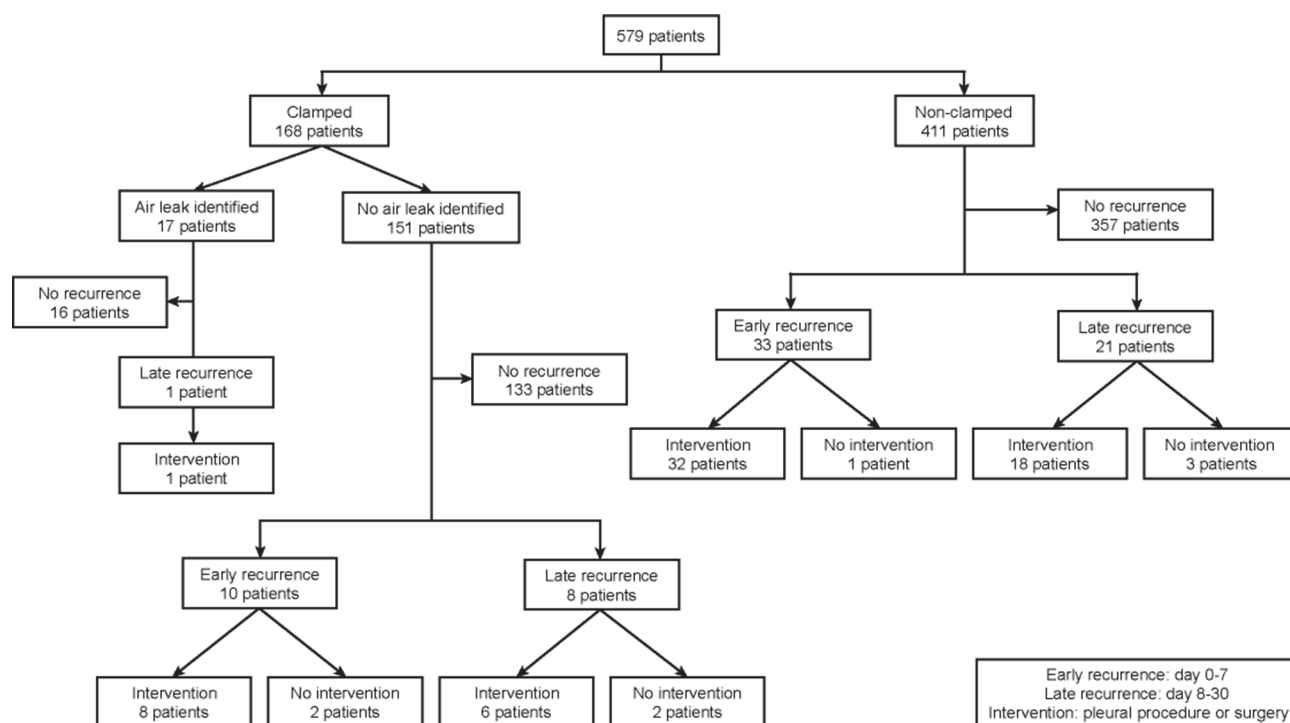 579 patients
Clamped
168 patients
Non-clamped
411 patients
Air leak identified
17 patients
No air leak identified
151 patients
No recurrence
357 patients
No recurrence
16 patients
Early recurrence
33 patients
Late recurrence
21 patients
Late recurrence
1 patient
No recurrence
133 patients
Intervention
32 patients
No intervention
1 patient
Intervention
18 patients
No intervention
3 patients
Intervention
1 patient
Early recurrence
10 patients
Late recurrence
8 patients
Intervention
8 patients
No intervention
2 patients
Intervention
6 patients
No intervention
2 patients
Early recurrence: day 0-7
Late recurrence: day 8-30
Intervention: pleural procedure or surgery